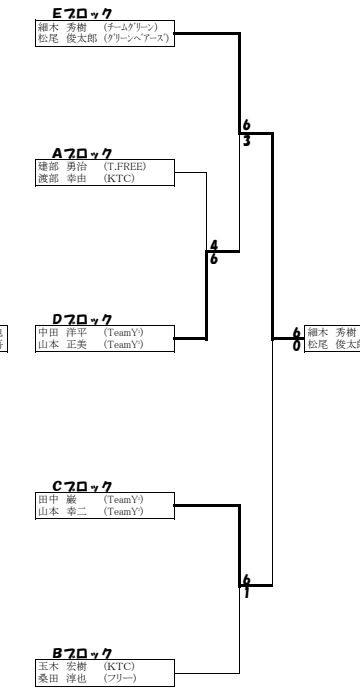 Eブロック
細木 秀樹 (チームグリーン)
松尾 俊太郎 (グリーンベアーズ)
6
3
Aブロック
建部 勇治 (T.FREE)
渡部 幸由 (KTC)
4
6
Dブロック
中田 洋平 (TeamY's)
山本 正美 (TeamY's)
6 細木 秀樹
0 松尾 俊太郎
Cブロック
田中 巌 (TeamY's)
山本 幸二 (TeamY's)
6
1
Bブロック
玉木 宏樹 (KTC)
桑田 淳也 (フリー)